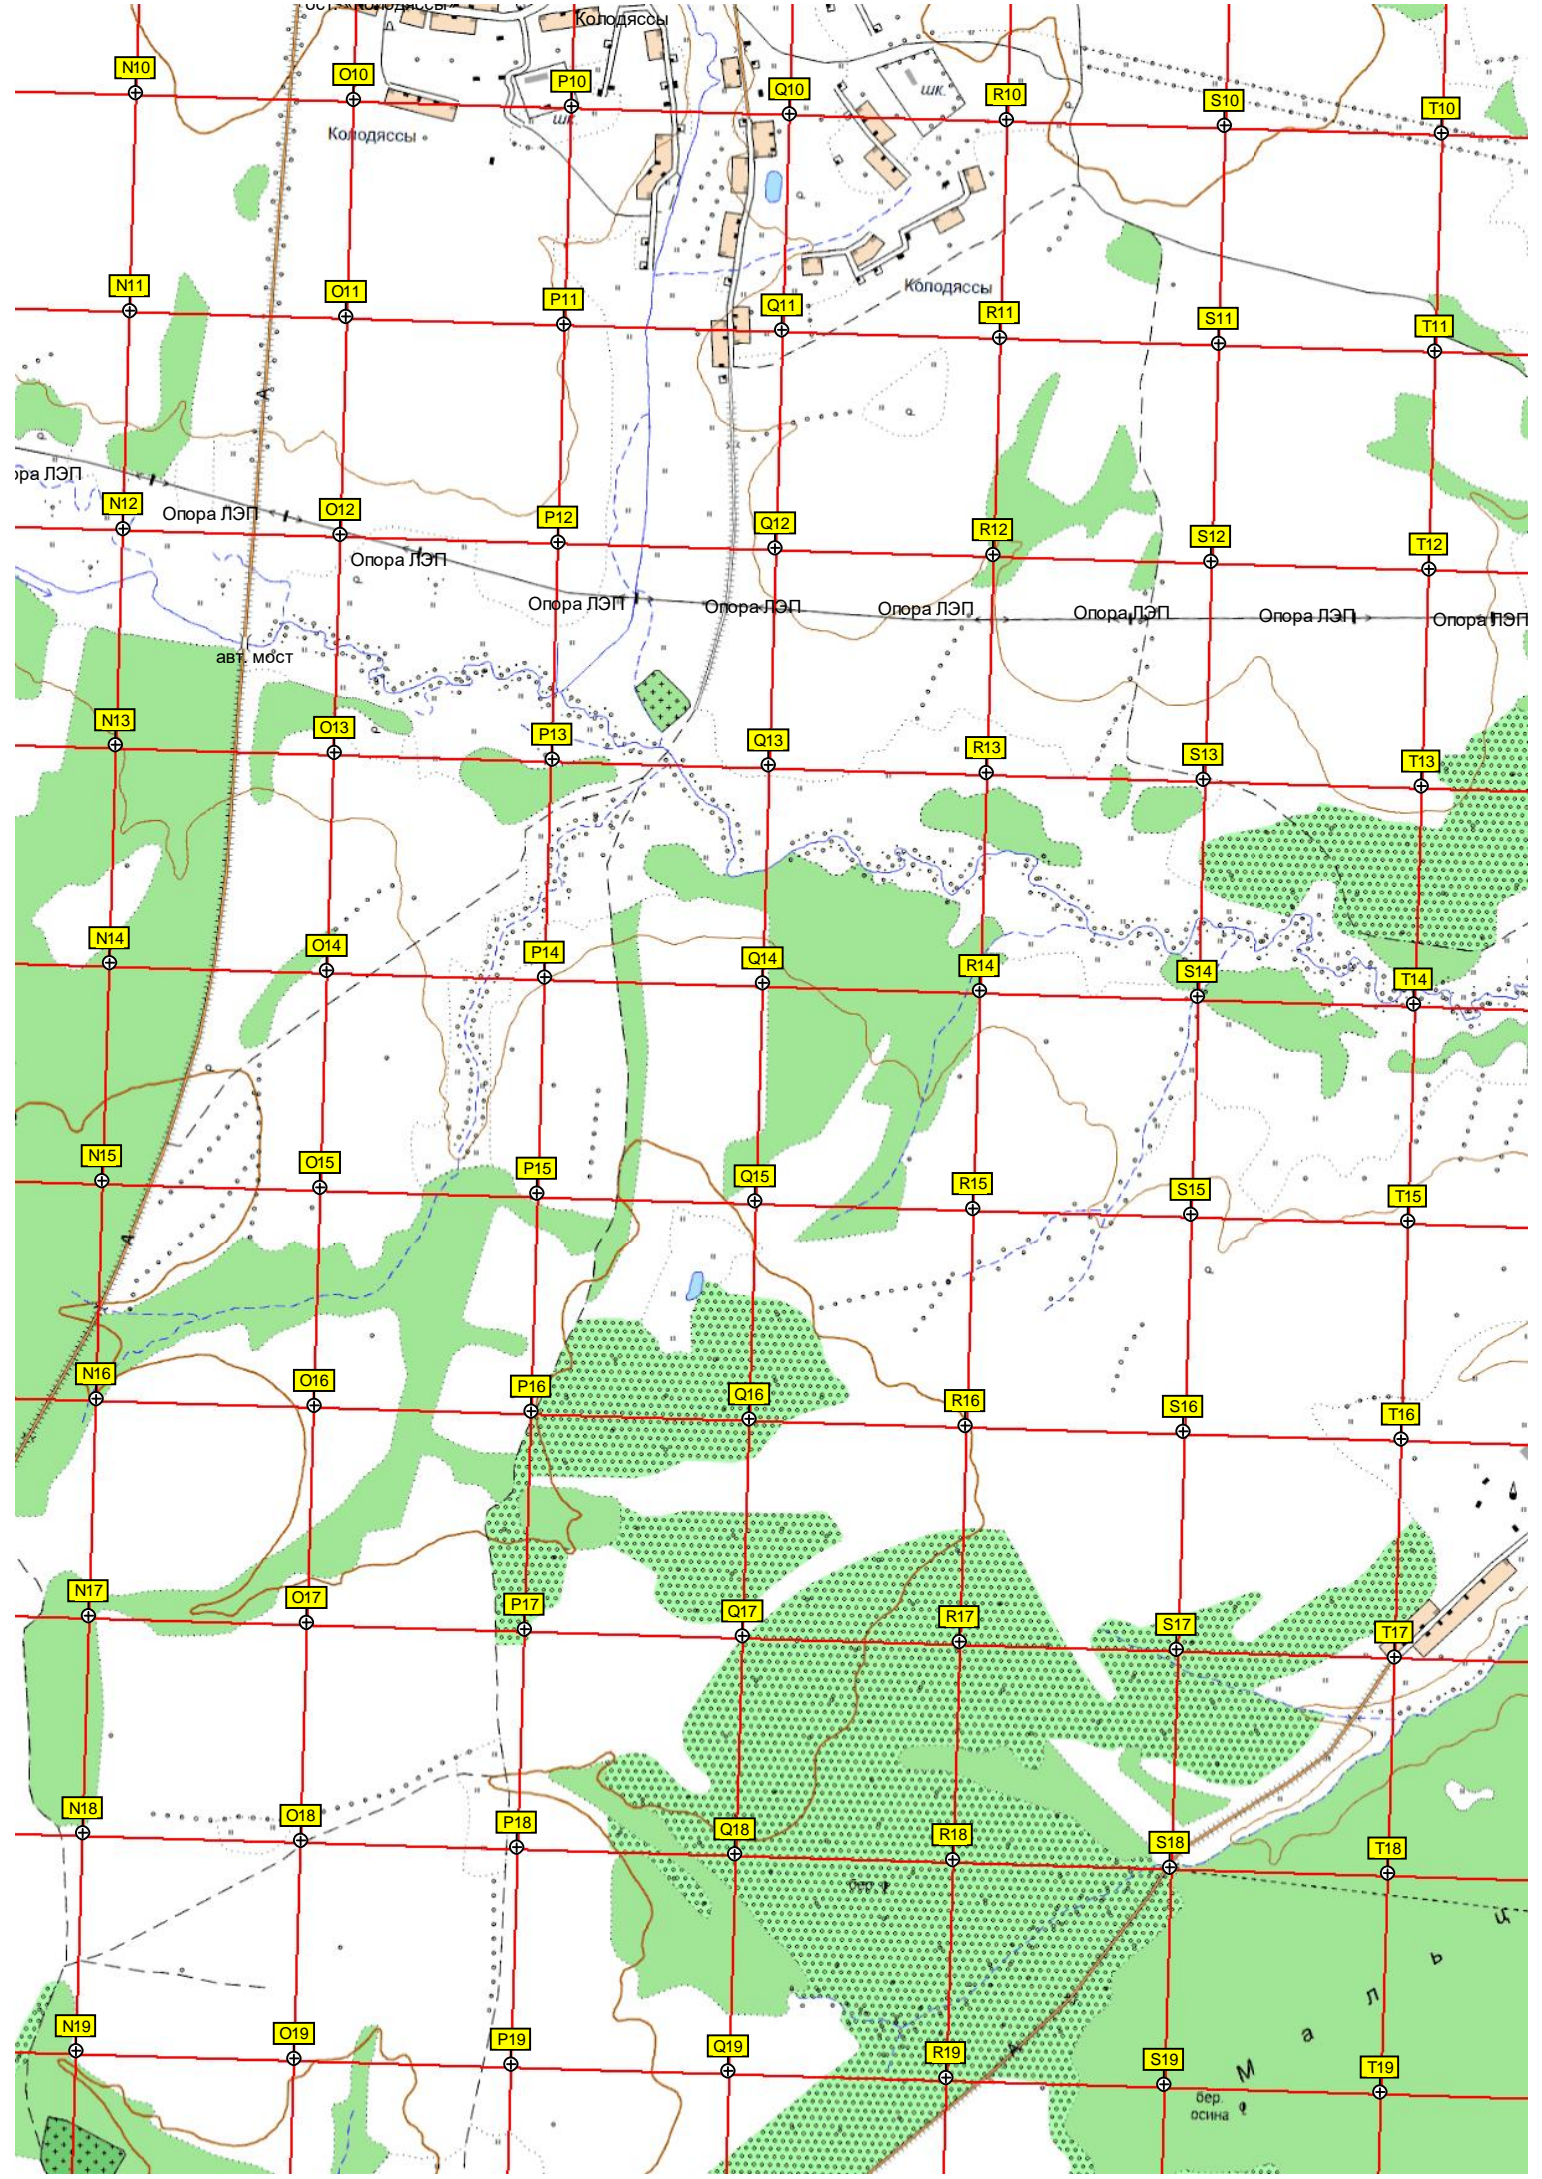 ост. «Колодяссы»
Колодяссы
N10
O10
P10
Q10
R10
S10
T10
шк.
шк.
Колодяссы
N11
O11
P11
Q11
R11
S11
T11
Колодяссы
А
ора ЛЭП
N12
O12
P12
Q12
R12
S12
T12
Опора ЛЭП
Опора ЛЭП
Опора ЛЭП
Опора ЛЭП
Опора ЛЭП
Опора ЛЭП
Опора ЛЭП
Опора ЛЭП
авт. мост
N13
O13
P13
Q13
R13
S13
T13
N14
O14
P14
Q14
R14
S14
T14
N15
O15
P15
Q15
R15
S15
T15
А
N16
O16
P16
Q16
R16
S16
T16
N17
O17
P17
Q17
R17
S17
T17
N18
O18
P18
Q18
R18
S18
T18
бер.
М а л ь ц
N19
O19
P19
Q19
R19
S19
T19
А
бер.
осина